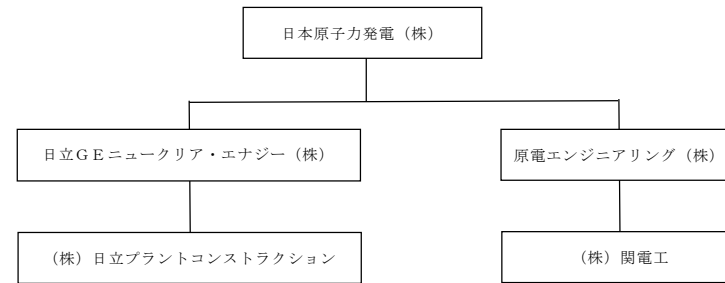 日本原子力発電（株）
日立ＧＥニュークリア・エナジー（株）
原電エンジニアリング（株）
（株）日立プラントコンストラクション
（株）関電工